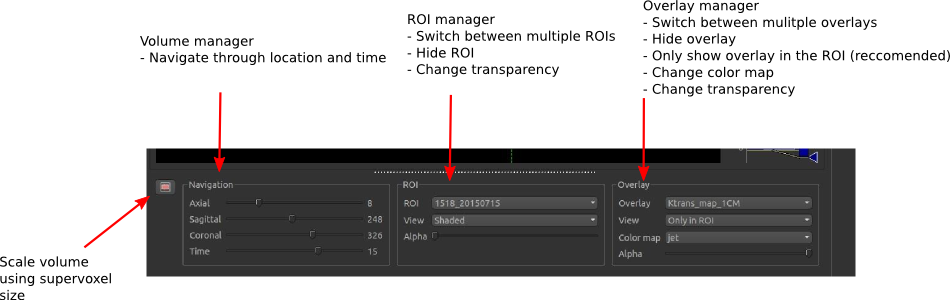 Volume manager
- Navigate through location and time
ROI manager
- Switch between multiple ROIs
- Hide ROI
- Change transparency
Overlay manager
- Switch between mulitple overlays
- Hide overlay
- Only show overlay in the ROI (reccomended)
- Change color map
- Change transparency
Navigation
Axial 8
Sagittal 248
Coronal 326
Time 15
ROI
ROI 1518_20150715
View Shaded
Alpha
Overlay
Overlay Ktrans_map_1CM
View Only in ROI
Color map jet
Alpha
Scale volume
using supervoxel
size